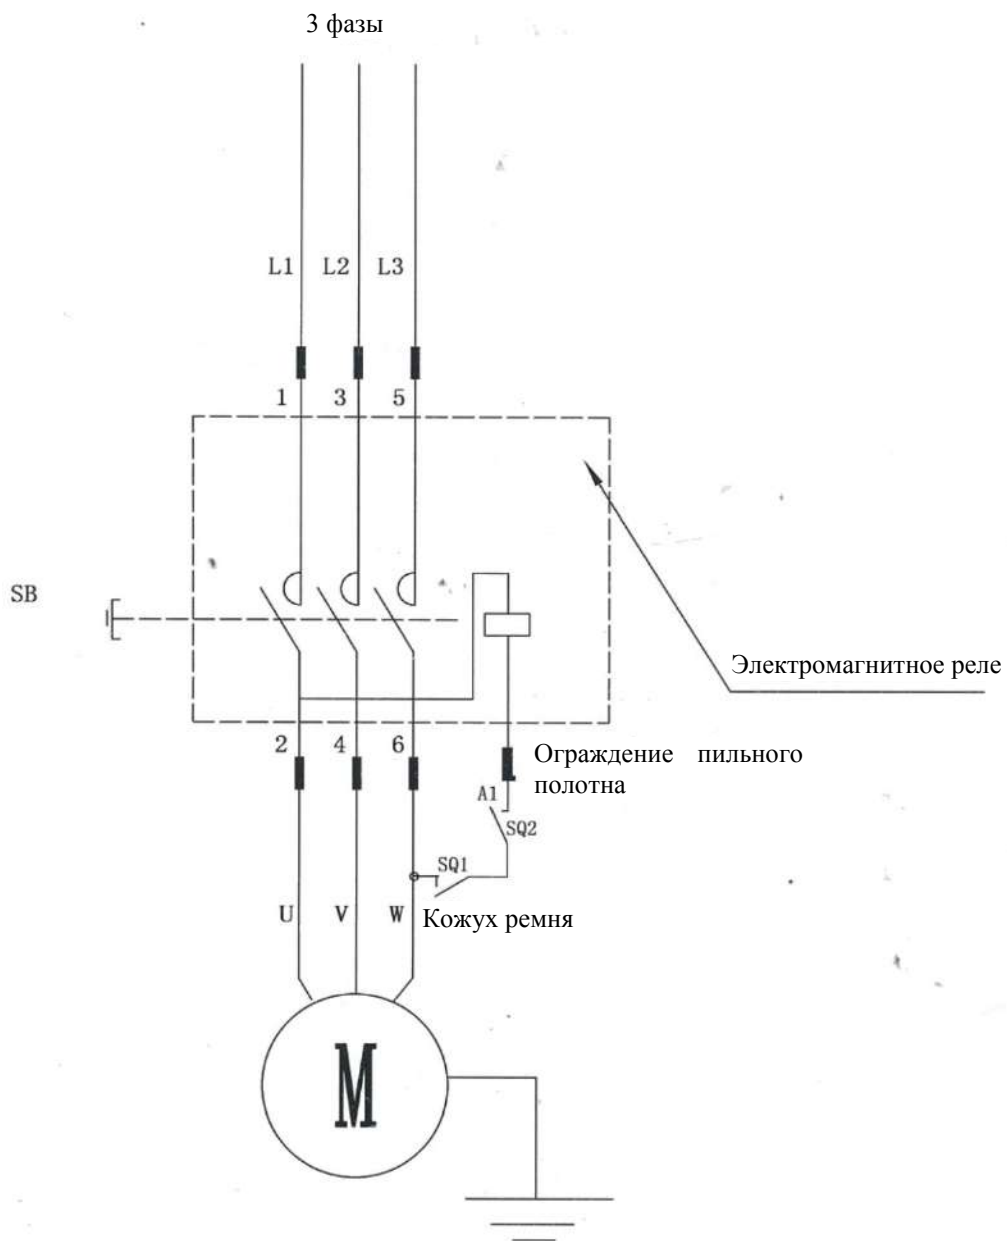 3 фазы
L1 L2 L3
1 3 5
SB
Электромагнитное реле
2 4 6
Ограждение пильного
полотна
A1
SQ2
SQ1
U V W
Кожух ремня
M